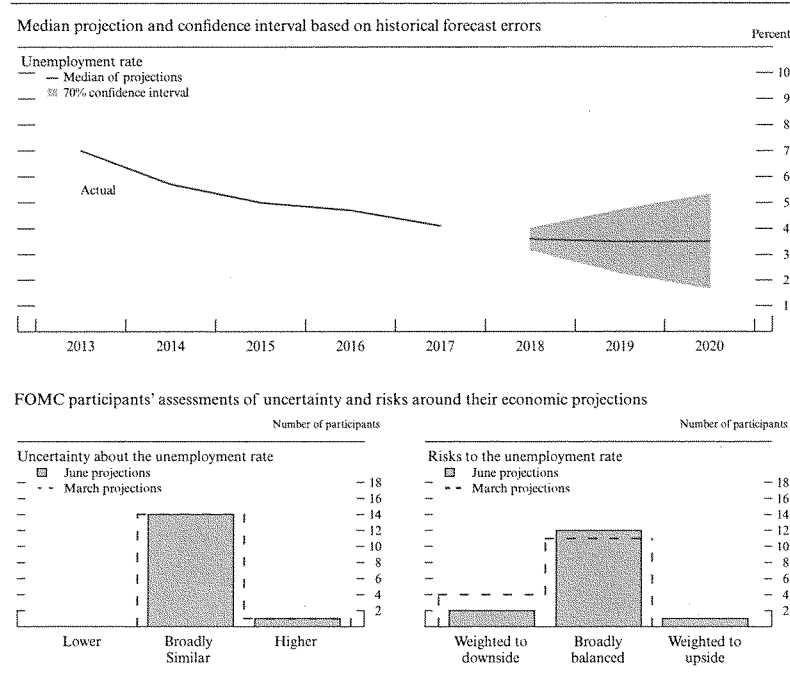 Median projection and confidence interval based on historical forecast errors
Percent
Unemployment rate
Median of projections
70% confidence interval
10
9
8
7
6
5
4
3
2
1
Actual
2013 2014 2015 2016 2017 2018 2019 2020
FOMC participants' assessments of uncertainty and risks around their economic projections
Number of participants
Uncertainty about the unemployment rate
June projections
March projections
18
16
14
12
10
8
6
4
2
Lower Broadly Similar Higher
Number of participants
Risks to the unemployment rate
June projections
March projections
18
16
14
12
10
8
6
4
2
Weighted to downside Broadly balanced Weighted to upside